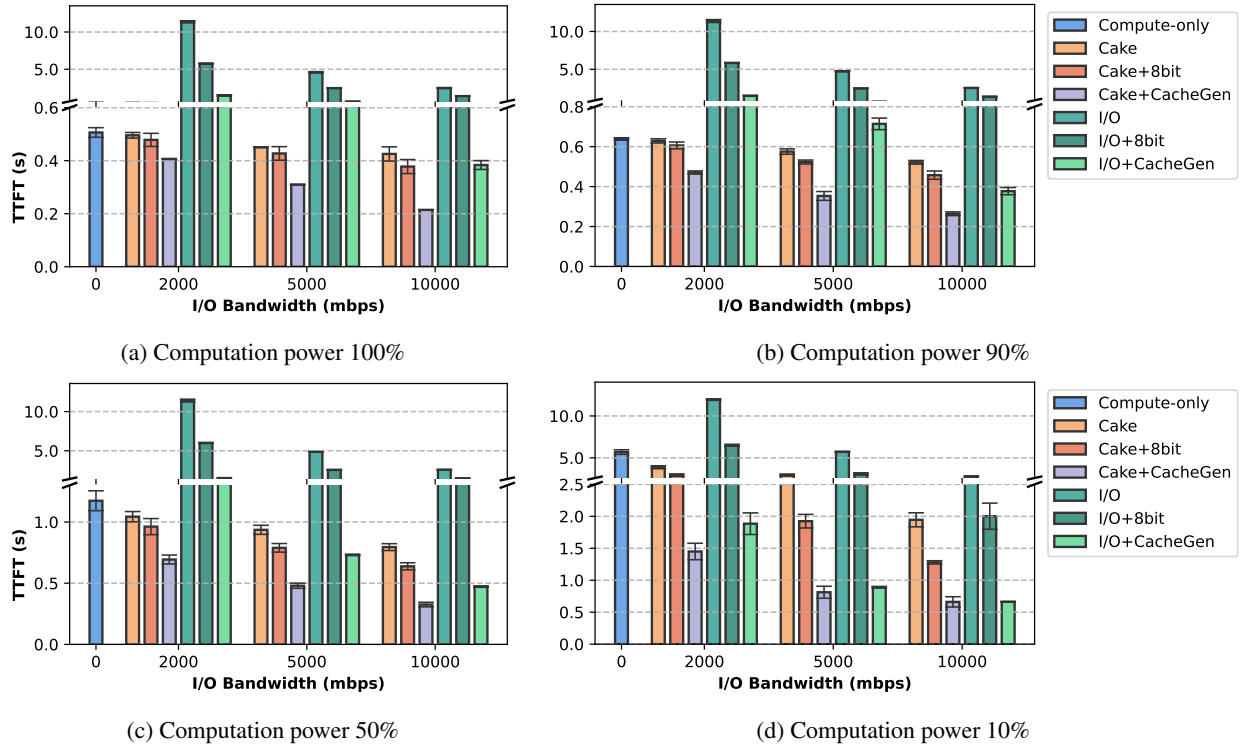 10.0
5.0
0.6
0.4
0.2
0.0
TTFT (s)
0 2000 5000 10000
I/O Bandwidth (mbps)
(a) Computation power 100%
10.0
5.0
0.8
0.6
0.4
0.2
0.0
0 2000 5000 10000
I/O Bandwidth (mbps)
(b) Computation power 90%
Compute-only
Cake
Cake+8bit
Cake+CacheGen
I/O
I/O+8bit
I/O+CacheGen
10.0
5.0
1.0
0.5
0.0
TTFT (s)
0 2000 5000 10000
I/O Bandwidth (mbps)
(c) Computation power 50%
10.0
5.0
2.5
2.0
1.5
1.0
0.5
0.0
0 2000 5000 10000
I/O Bandwidth (mbps)
(d) Computation power 10%
Compute-only
Cake
Cake+8bit
Cake+CacheGen
I/O
I/O+8bit
I/O+CacheGen